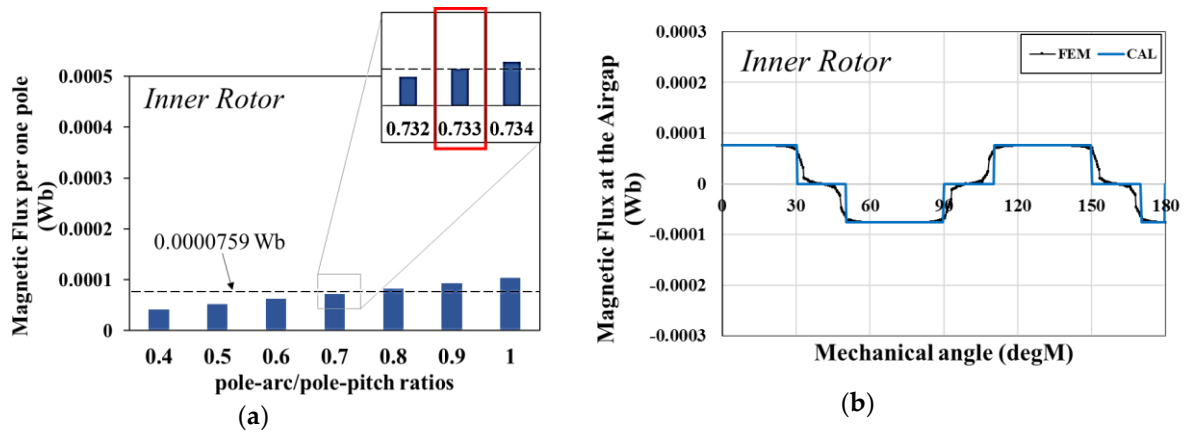 Magnetic Flux per one pole
(Wb)
0.0005
0.0004
0.0003
0.0002
0.0001
0
Inner Rotor
0.0000759 Wb
0.732 0.733 0.734
0.4 0.5 0.6 0.7 0.8 0.9 1
pole-arc/pole-pitch ratios
(a)
Magnetic Flux at the Airgap
(Wb)
0.0003
0.0002
0.0001
0
-0.0001
-0.0002
-0.0003
Inner Rotor
FEM CAL
0 30 60 90 120 150 180
Mechanical angle (degM)
(b)